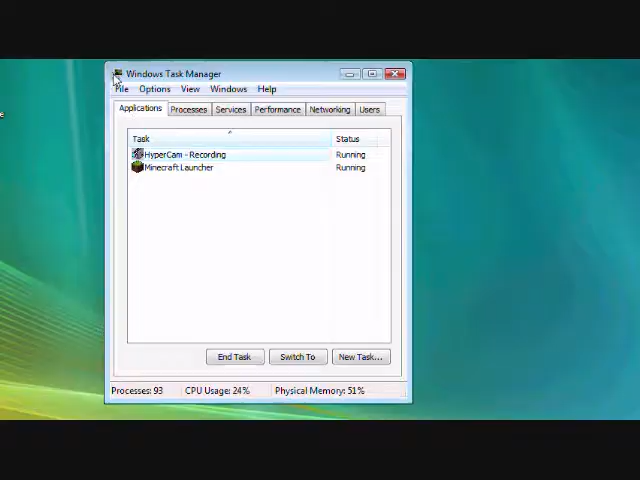 Windows Task Manager
File Options View Windows Help
Applications Processes Services Performance Networking Users
Task Status
HyperCam - Recording Running
Minecraft Launcher Running
End Task Switch To New Task...
Processes: 93 CPU Usage: 24% Physical Memory: 51%